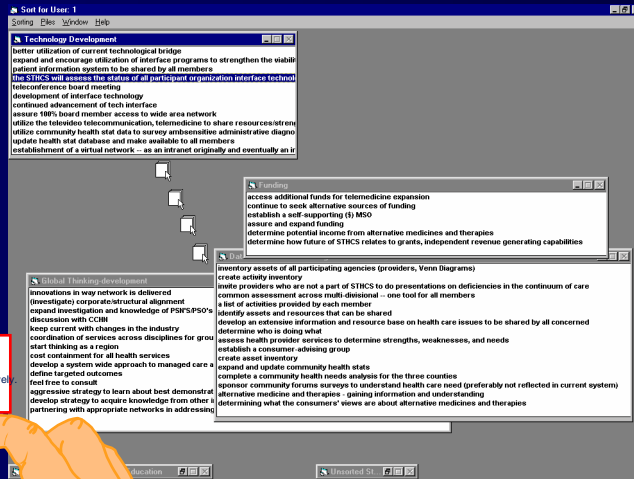 Sort for User: 1
Sorting Piles Window Help
Technology Development
better utilization of current technological bridge
expand and encourage utilization of interface programs to strengthen the viabili
patient information system to be shared by all members
the STHCS will assess the status of all participant organization interface technol
teleconference board meeting
development of interface technology
continued advancement of tech interface
assure 100% board member access to wide area network
utilize the televideo telecommunication, telemedicine to share resources/stren
utilize community health stat data to survey ambsensitive administrative diagno
update health stat database and make available to all members
establishment of a virtual network -- as an intranet originally and eventually an ir
Funding
access additional funds for telemedicine expansion
continue to seek alternative sources of funding
establish a self-supporting ($) MSO
assure and expand funding
determine potential income from alternative medicines and therapies
determine how future of STHCS relates to grants, independent revenue generating capabilities
Dat
inventory assets of all participating agencies (providers, Venn Diagrams)
create activity inventory
invite providers who are not a part of STHCS to do presentations on deficiencies in the continuum of care
common assessment across multi-divisional -- one tool for all members
a list of activities provided by each member
identify assets and resources that can be shared
develop an extensive information and resource base on health care issues to be shared by all concerned
determine who is doing what
assess health provider services to determine strengths, weaknesses, and needs
establish a consumer-advising group
create asset inventory
expand and update community health stats
complete a community health needs analysis for the three counties
sponsor community forums surveys to understand health care need (preferably not reflected in current system)
alternative medicine and therapies - gaining information and understanding
determining what the consumers' views are about alternative medicines and therapies
Global Thinking-development
innovations in way network is delivered
(investigate) corporate/structural alignment
expand investigation and knowledge of PSN'S/PSO's
discussion with CCHN
keep current with changes in the industry
coordination of services across disciplines for grou
start thinking as a region
cost containment for all health services
develop a system wide approach to managed care a
define targeted outcomes
feel free to consult
aggressive strategy to learn about best demonstrat
develop strategy to acquire knowledge from other i
partnering with appropriate networks in addressing
ely.
ducation
Unsorted St...